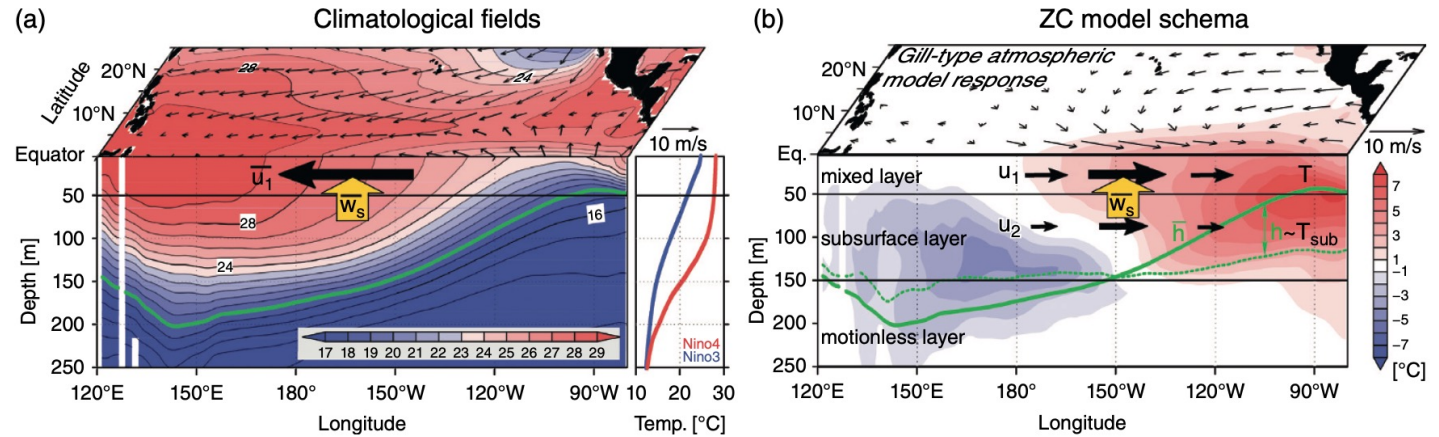 (a)
Climatological fields
Latitude
20°N
10°N
Equator
28
24
10 m/s
u₁
w_s
28
24
16
50
100
150
200
250
Depth [m]
17 18 19 20 21 22 23 24 25 26 27 28 29
120°E 150°E 180° 150°W 120°W 90°W
Longitude
Nino4
Nino3
10 20 30
Temp. [°C]
(b)
ZC model schema
Gill-type atmospheric
model response
20°N
10°N
Eq.
10 m/s
mixed layer
u₁
w_s
T
subsurface layer
u₂
h
h~T_sub
motionless layer
50
100
150
200
250
Depth [m]
120°E 150°E 180° 150°W 120°W 90°W
Longitude
7
5
3
1
−1
−3
−5
−7
[°C]